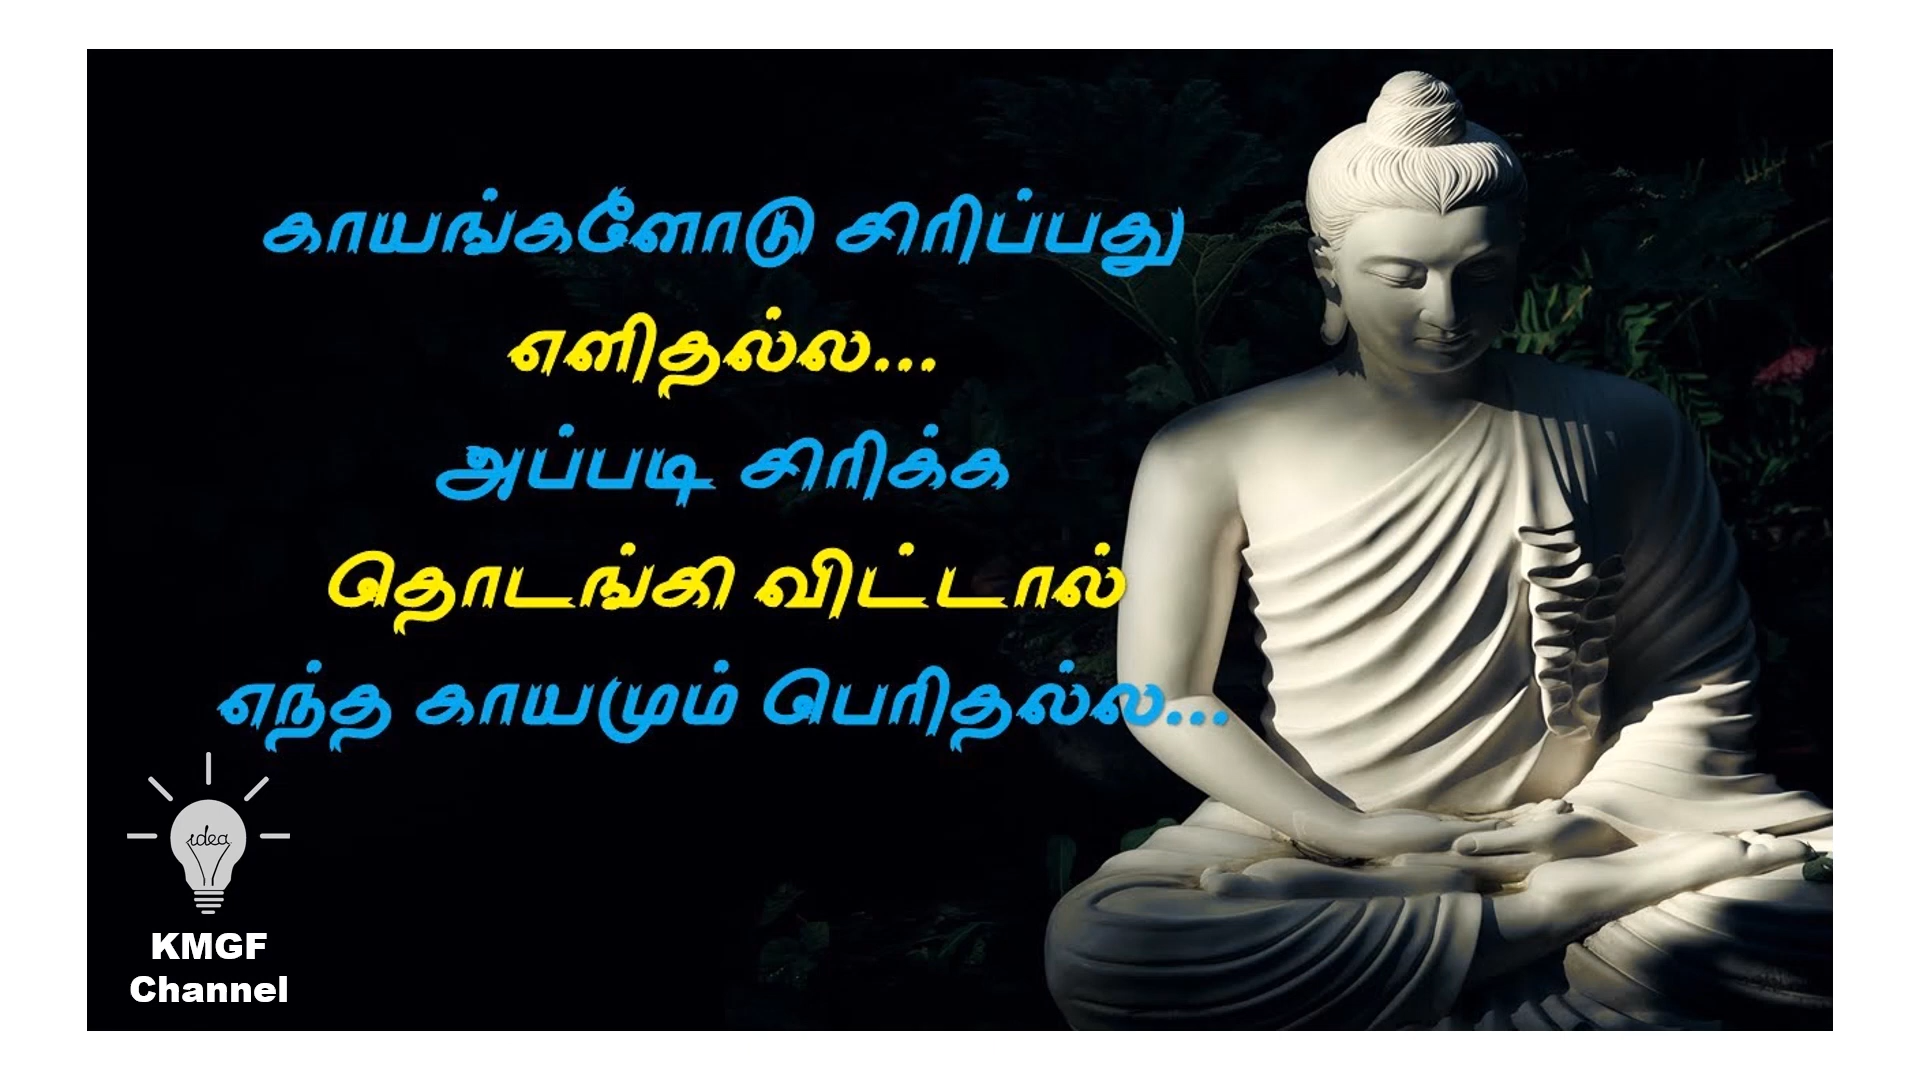 காயங்களோடு சிரிப்பது
எளிதல்ல...
அப்படி சிரிக்க
தொடங்கி விட்டால்
எந்த காயமும் பெரிதல்ல...
idea
KMGF
Channel